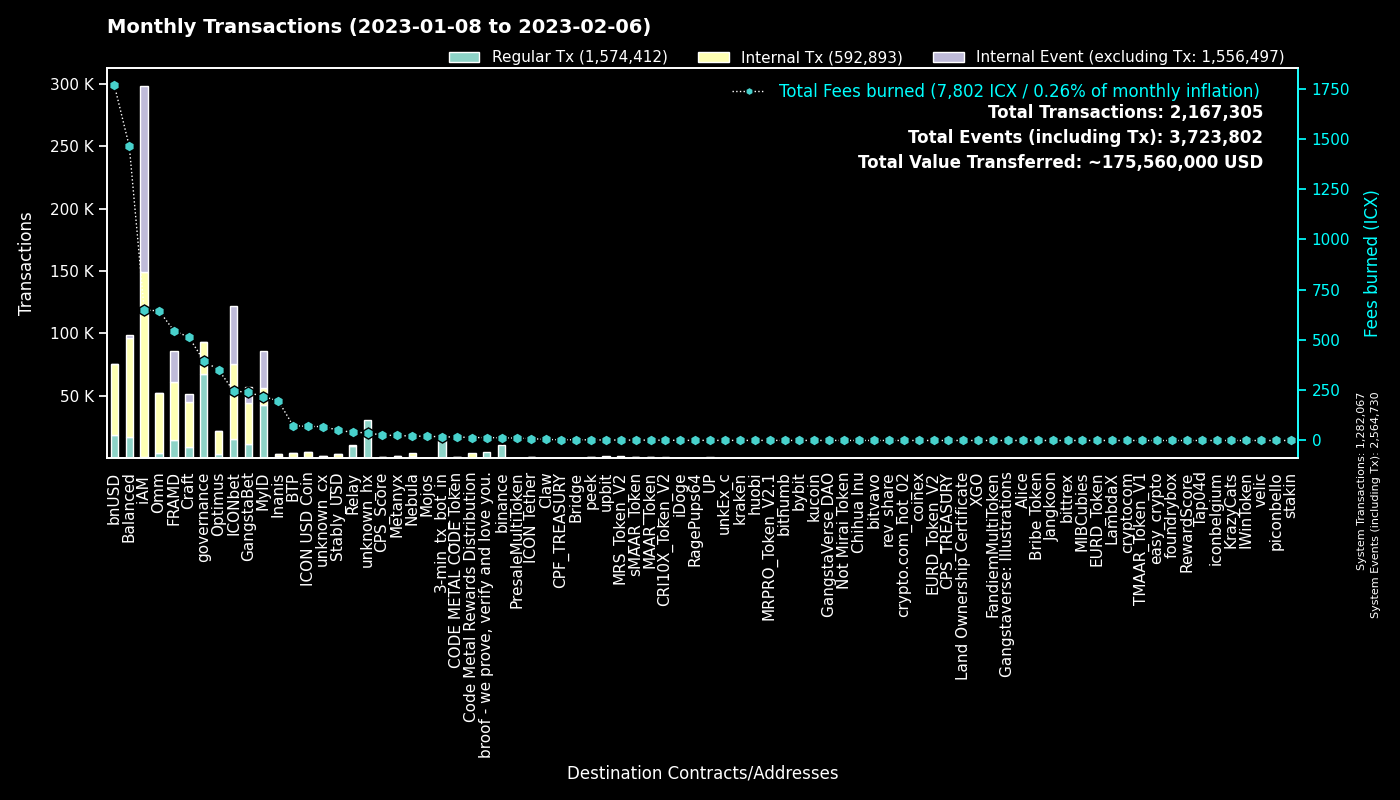 Monthly Transactions (2023-01-08 to 2023-02-06)
Regular Tx (1,574,412)
Internal Tx (592,893)
Internal Event (excluding Tx: 1,556,497)
Total Fees burned (7,802 ICX / 0.26% of monthly inflation)
Total Transactions: 2,167,305
Total Events (including Tx): 3,723,802
Total Value Transferred: ~175,560,000 USD
Transactions
300 K
250 K
200 K
150 K
100 K
50 K
1750
1500
1250
1000
750
500
250
0
Fees burned (ICX)
System Transactions: 1,282,067
System Events (including Tx): 2,564,730
bnUSD
Balanced
IAM
Omm
FRAMD
Craft
governance
Optimus
ICONbet
GangstaBet
MyID
Inanis
BTP
ICON USD Coin
unknown_cx
Stably USD
Relay
unknown_hx
CPS_Score
Metanyx
Nebula
Mojos
3-min_tx_bot_in
CODE METAL CODE Token
Code Metal Rewards Distribution
broof - we prove, verify and love you.
binance
PresaleMultiToken
ICON_Tether
Claw
CPF_TREASURY
Bridge
peek
upbit
MRS_Token_V2
sMAAR_Token
MAAR_Token
CRI10X_Token_V2
iDoge
RagePups64
UP
unkEx_c
kraken
huobi
MRPRO_Token_V2.1
bithumb
bybit
kucoin
GangstaVerse DAO
Not Mirai Token
Chihua Inu
bitvavo
rev_share
crypto.com_hot_02
coinex
EURD_Token_V2
CPS_TREASURY
Land Ownership Certificate
XGO
FandiemMultiToken
Gangstaverse: Illustrations
Alice
Bribe Token
Jangkoon
bittrex
MIBCubies
EURD_Token
LambdaX
cryptocom
TMAAR_Token_V1
easy_crypto
foundrybox
RewardScore
Tap04d
iconbelgium
KrazyCats
IWinToken
velic
piconbello
stakin
Destination Contracts/Addresses